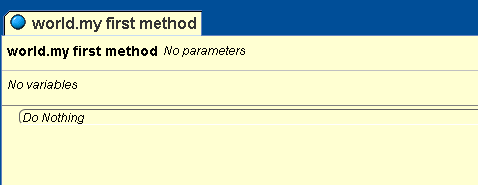 world.my first method
world.my first method No parameters
No variables
Do Nothing